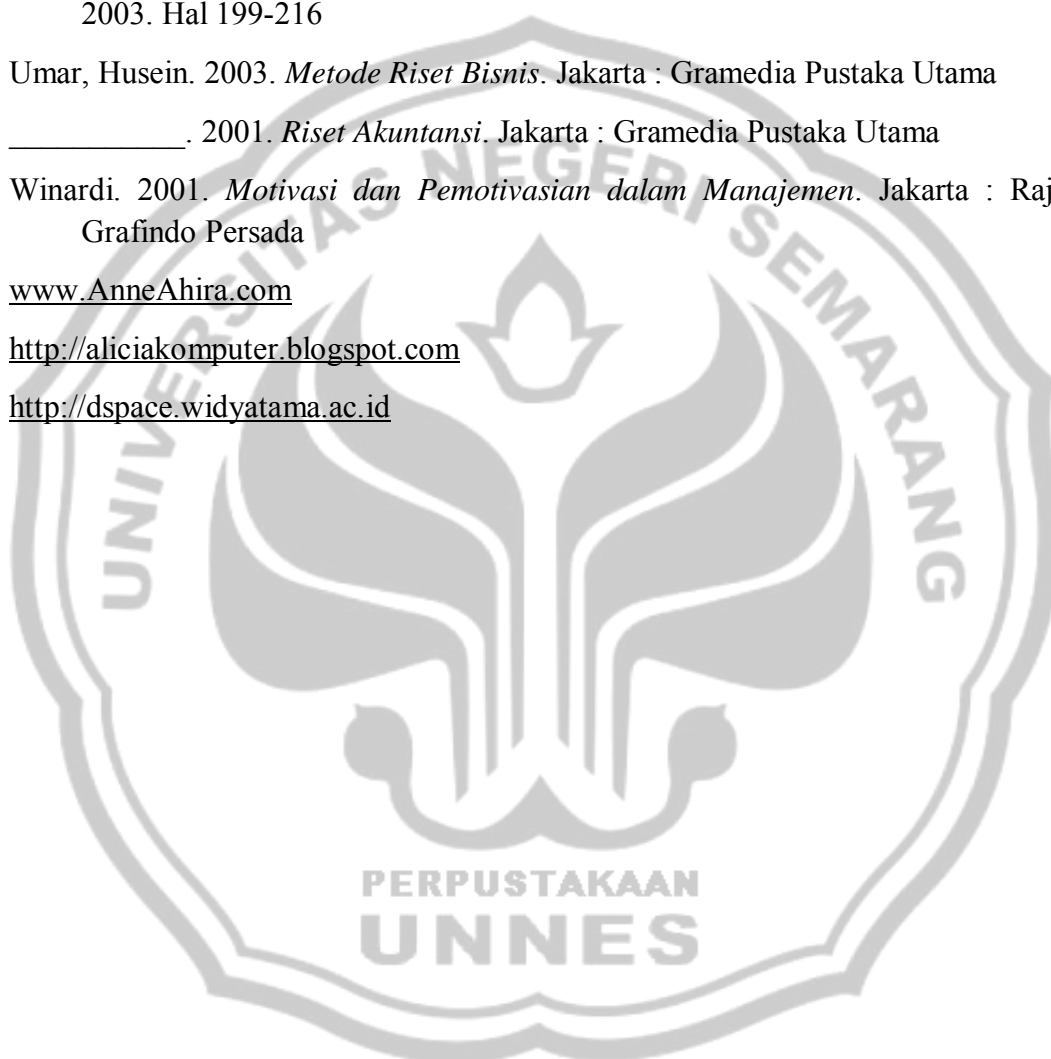 2003. Hal 199-216
Umar, Husein. 2003. Metode Riset Bisnis. Jakarta : Gramedia Pustaka Utama
___________. 2001. Riset Akuntansi. Jakarta : Gramedia Pustaka Utama
Winardi. 2001. Motivasi dan Pemotivasian dalam Manajemen. Jakarta : Raj
Grafindo Persada
www.AnneAhira.com
http://aliciakomputer.blogspot.com
http://dspace.widyatama.ac.id
UNIVERSITAS NEGERI SEMARANG
PERPUSTAKAAN
UNNES